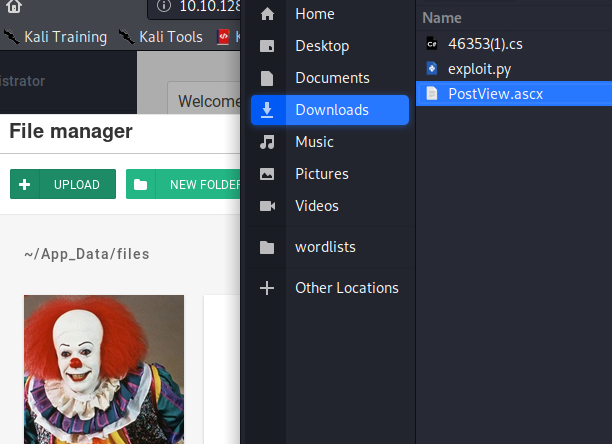 10.10.128
Kali Training
Kali Tools
K
istrator
Welcome
File manager
UPLOAD
NEW FOLDER
~/App_Data/files
Home
Desktop
Documents
Downloads
Music
Pictures
Videos
wordlists
Other Locations
Name
46353(1).cs
exploit.py
PostView.ascx